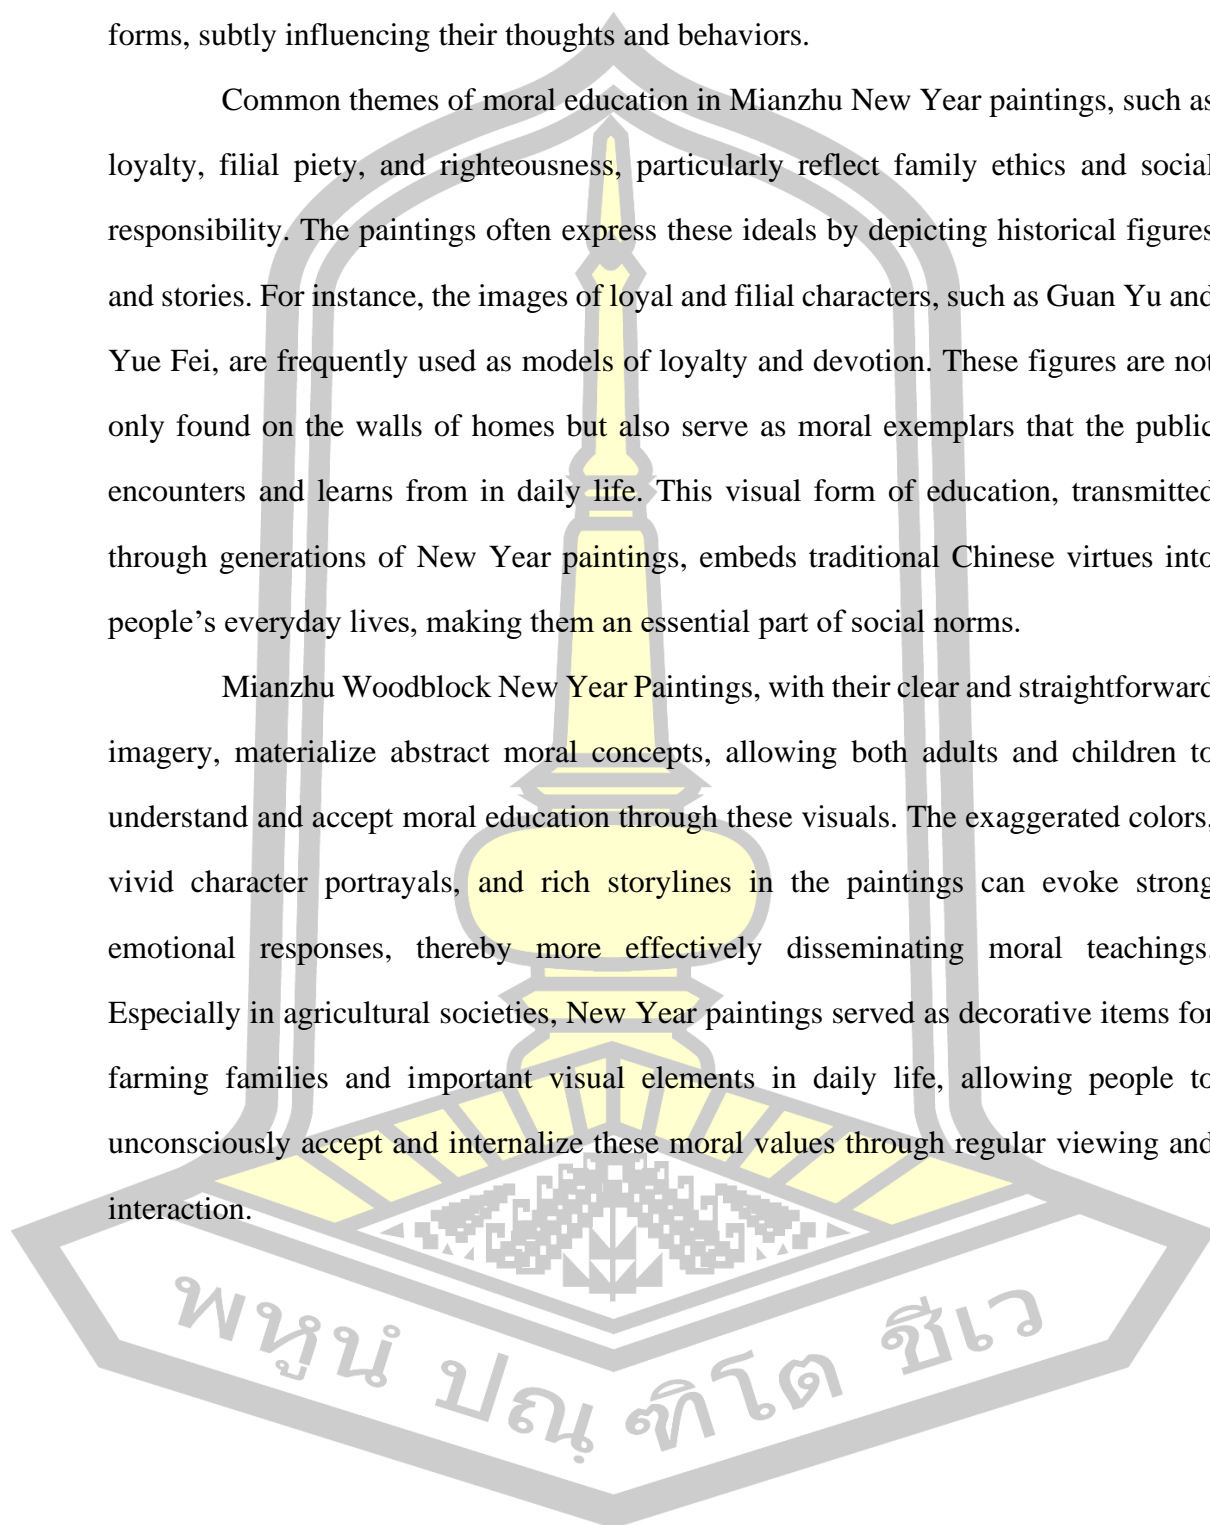 forms, subtly influencing their thoughts and behaviors.
Common themes of moral education in Mianzhu New Year paintings, such as
loyalty, filial piety, and righteousness, particularly reflect family ethics and social
responsibility. The paintings often express these ideals by depicting historical figures
and stories. For instance, the images of loyal and filial characters, such as Guan Yu and
Yue Fei, are frequently used as models of loyalty and devotion. These figures are not
only found on the walls of homes but also serve as moral exemplars that the public
encounters and learns from in daily life. This visual form of education, transmitted
through generations of New Year paintings, embeds traditional Chinese virtues into
people’s everyday lives, making them an essential part of social norms.
Mianzhu Woodblock New Year Paintings, with their clear and straightforward
imagery, materialize abstract moral concepts, allowing both adults and children to
understand and accept moral education through these visuals. The exaggerated colors,
vivid character portrayals, and rich storylines in the paintings can evoke strong
emotional responses, thereby more effectively disseminating moral teachings.
Especially in agricultural societies, New Year paintings served as decorative items for
farming families and important visual elements in daily life, allowing people to
unconsciously accept and internalize these moral values through regular viewing and
interaction.
พหูนํ ปณฺฑิโต ชีเว